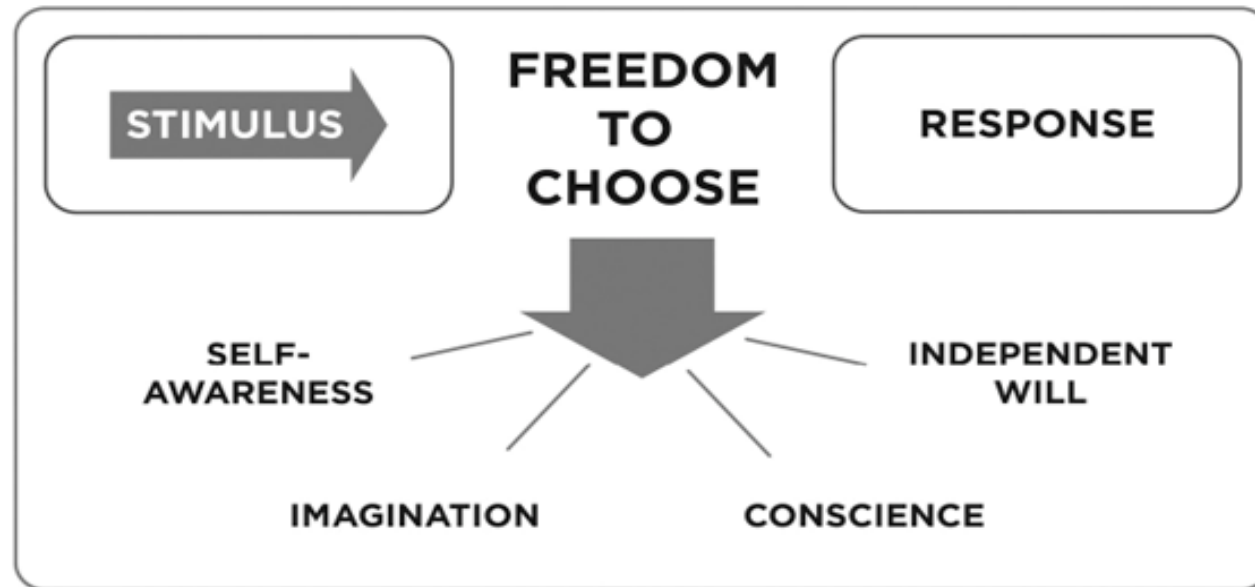 STIMULUS
FREEDOM
TO
CHOOSE
RESPONSE
SELF-
AWARENESS
IMAGINATION
CONSCIENCE
INDEPENDENT
WILL